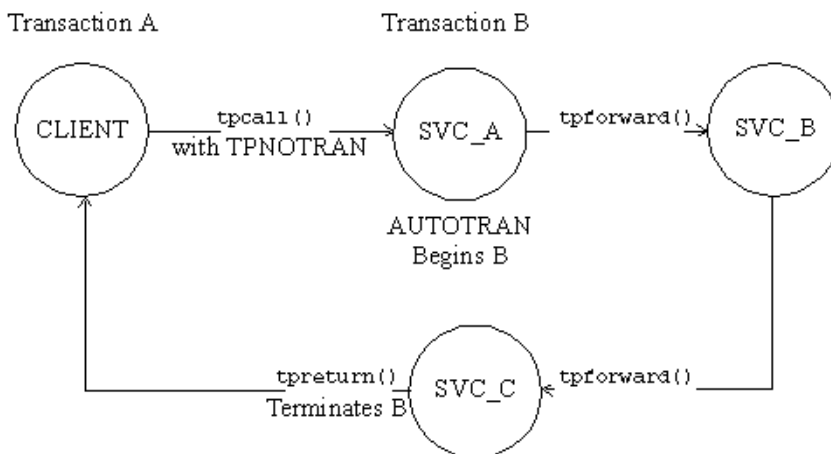 Transaction A
Transaction B
CLIENT
tpcall()
with TPNOTRAN
SVC_A
tpforward()
SVC_B
AUTOTRAN
Begins B
tpreturn()
Terminates B
SVC_C
tpforward()